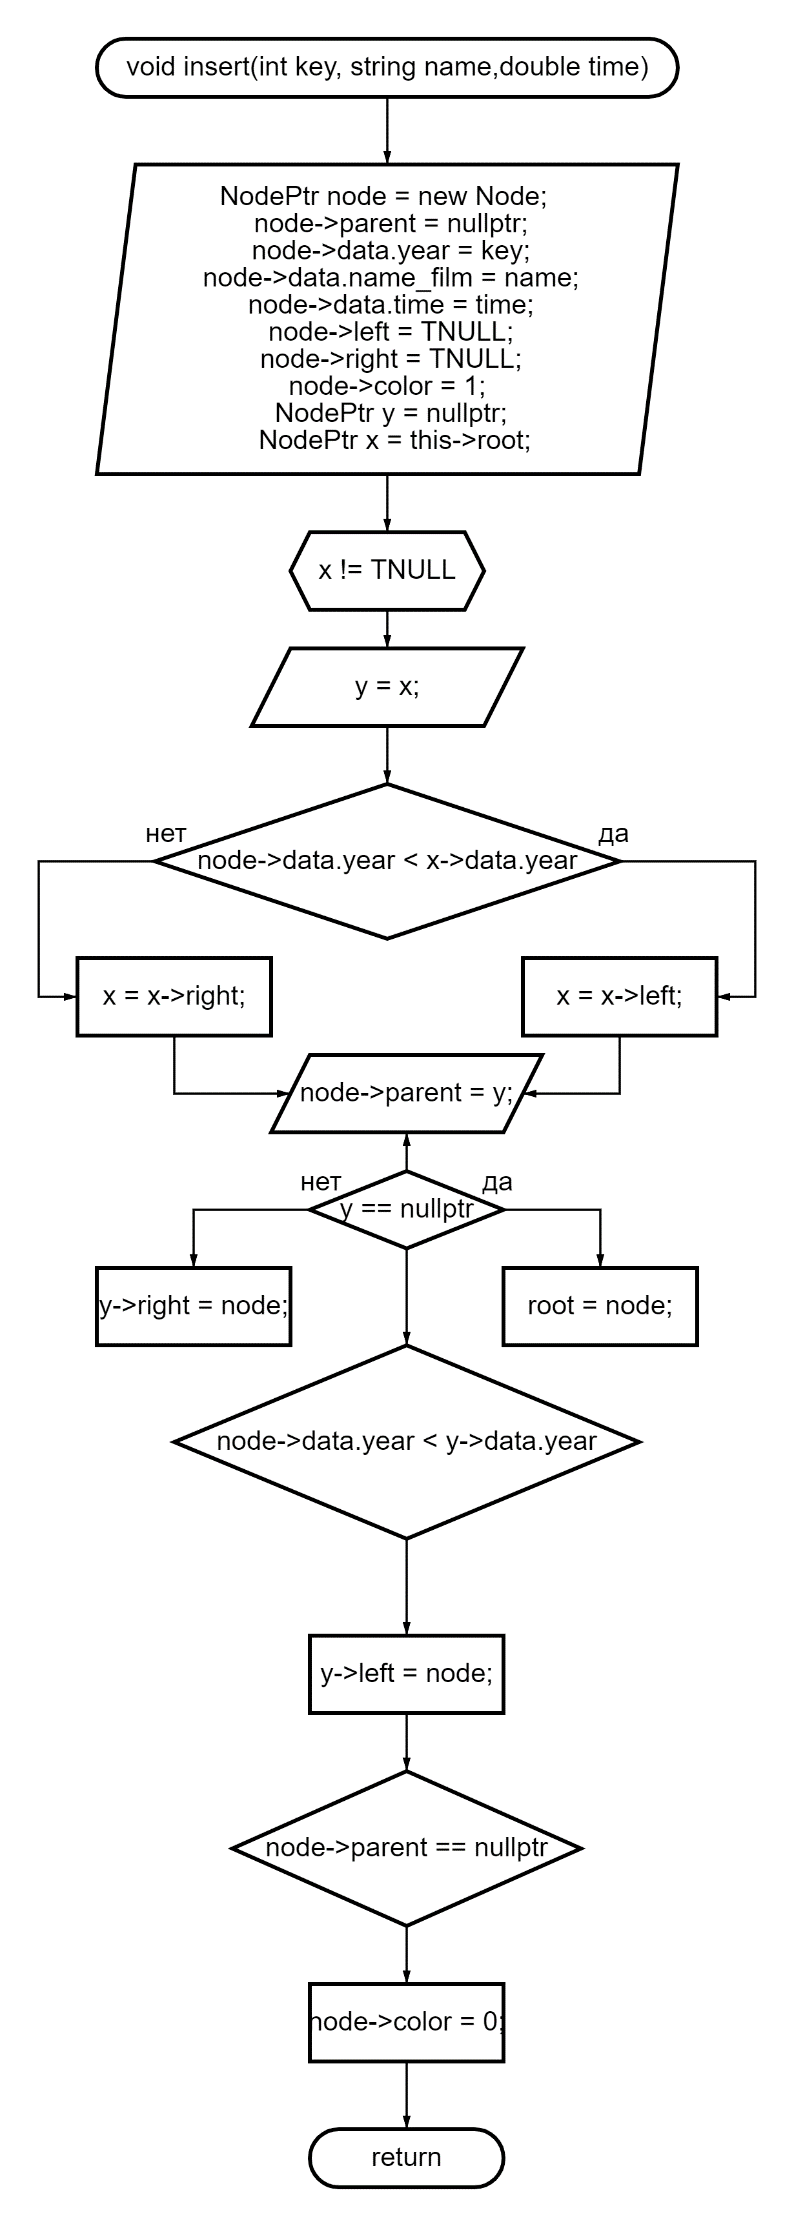 void insert(int key, string name,double time)
NodePtr node = new Node;
node->parent = nullptr;
node->data.year = key;
node->data.name_film = name;
node->data.time = time;
node->left = TNULL;
node->right = TNULL;
node->color = 1;
NodePtr y = nullptr;
NodePtr x = this->root;
x != TNULL
y = x;
нет
да
node->data.year < x->data.year
x = x->right;
x = x->left;
node->parent = y;
нет
да
y == nullptr
y->right = node;
root = node;
node->data.year < y->data.year
y->left = node;
node->parent == nullptr
node->color = 0;
return